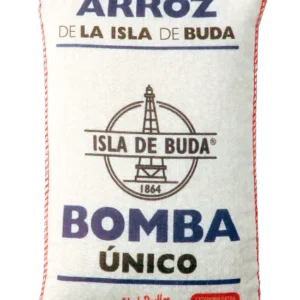 ARROZ
DE LA ISLA DE BUDA
ISLA DE BUDA®
1864
BOMBA
ÚNICO